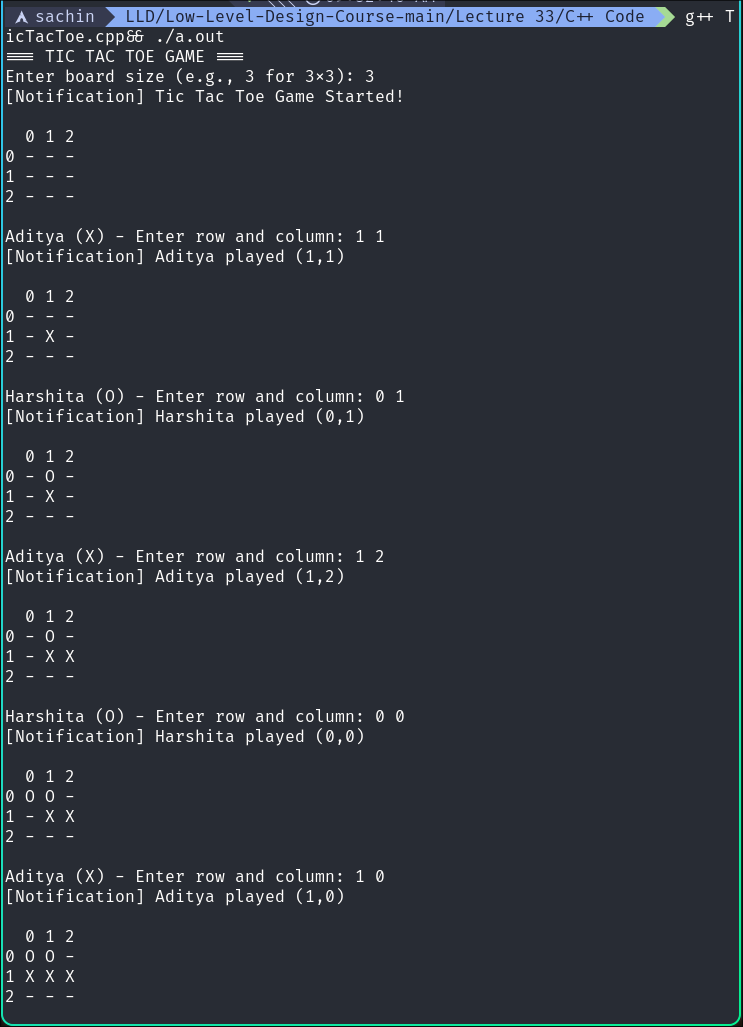 sachin LLD/Low-Level-Design-Course-main/Lecture 33/C++ Code g++ T
icTacToe.cpp&& ./a.out
=== TIC TAC TOE GAME ===
Enter board size (e.g., 3 for 3×3): 3
[Notification] Tic Tac Toe Game Started!
0 1 2
0 - - -
1 - - -
2 - - -
Aditya (X) - Enter row and column: 1 1
[Notification] Aditya played (1,1)
0 1 2
0 - - -
1 - X -
2 - - -
Harshita (O) - Enter row and column: 0 1
[Notification] Harshita played (0,1)
0 1 2
0 - O -
1 - X -
2 - - -
Aditya (X) - Enter row and column: 1 2
[Notification] Aditya played (1,2)
0 1 2
0 - O -
1 - X X
2 - - -
Harshita (O) - Enter row and column: 0 0
[Notification] Harshita played (0,0)
0 1 2
0 O O -
1 - X X
2 - - -
Aditya (X) - Enter row and column: 1 0
[Notification] Aditya played (1,0)
0 1 2
0 O O -
1 X X X
2 - - -